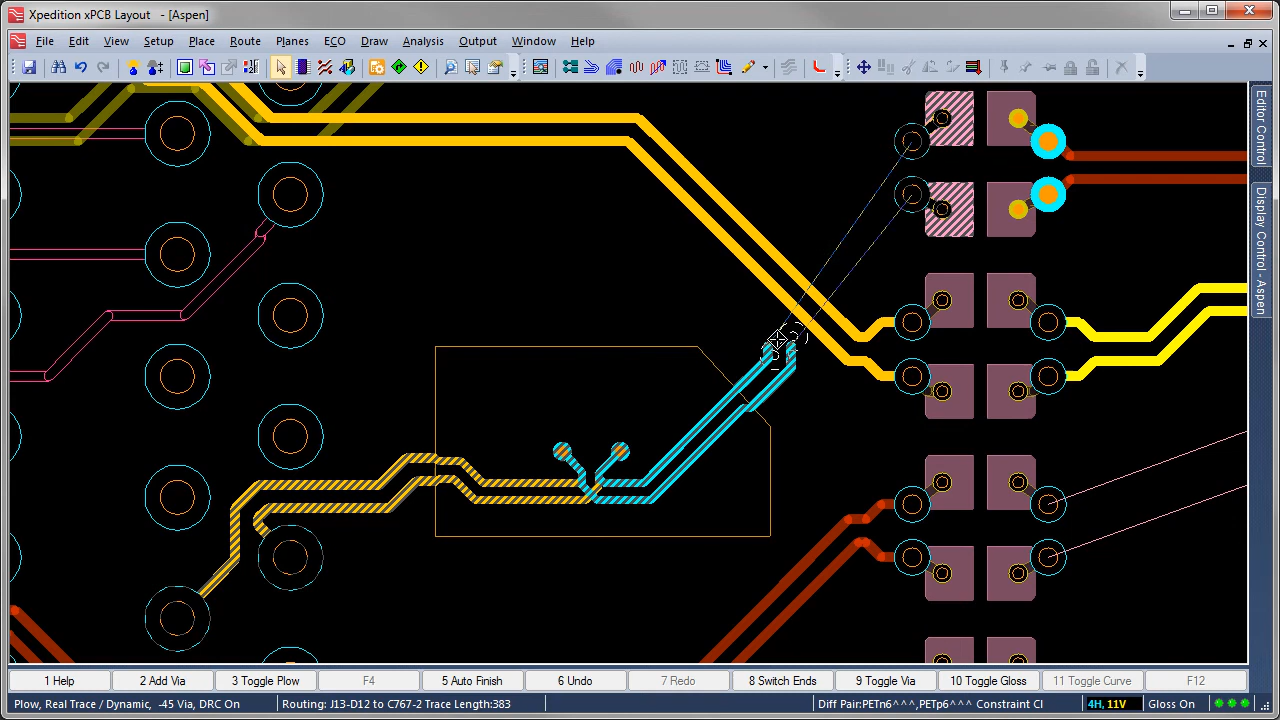 Xpedition xPCB Layout - [Aspen]
File Edit View Setup Place Route Planes ECO Draw Analysis Output Window Help
Editor Control
Display Control - Aspen
1 Help 2 Add Via 3 Toggle Plow F4 5 Auto Finish 6 Undo 7 Redo 8 Switch Ends 9 Toggle Via 10 Toggle Gloss 11 Toggle Curve F12
Plow, Real Trace / Dynamic, -45 Via, DRC On Routing: J13-D12 to C767-2 Trace Length:383 Diff Pair:PETn6^^^,PETp6^^^ Constraint Cl 4H, 11V Gloss On